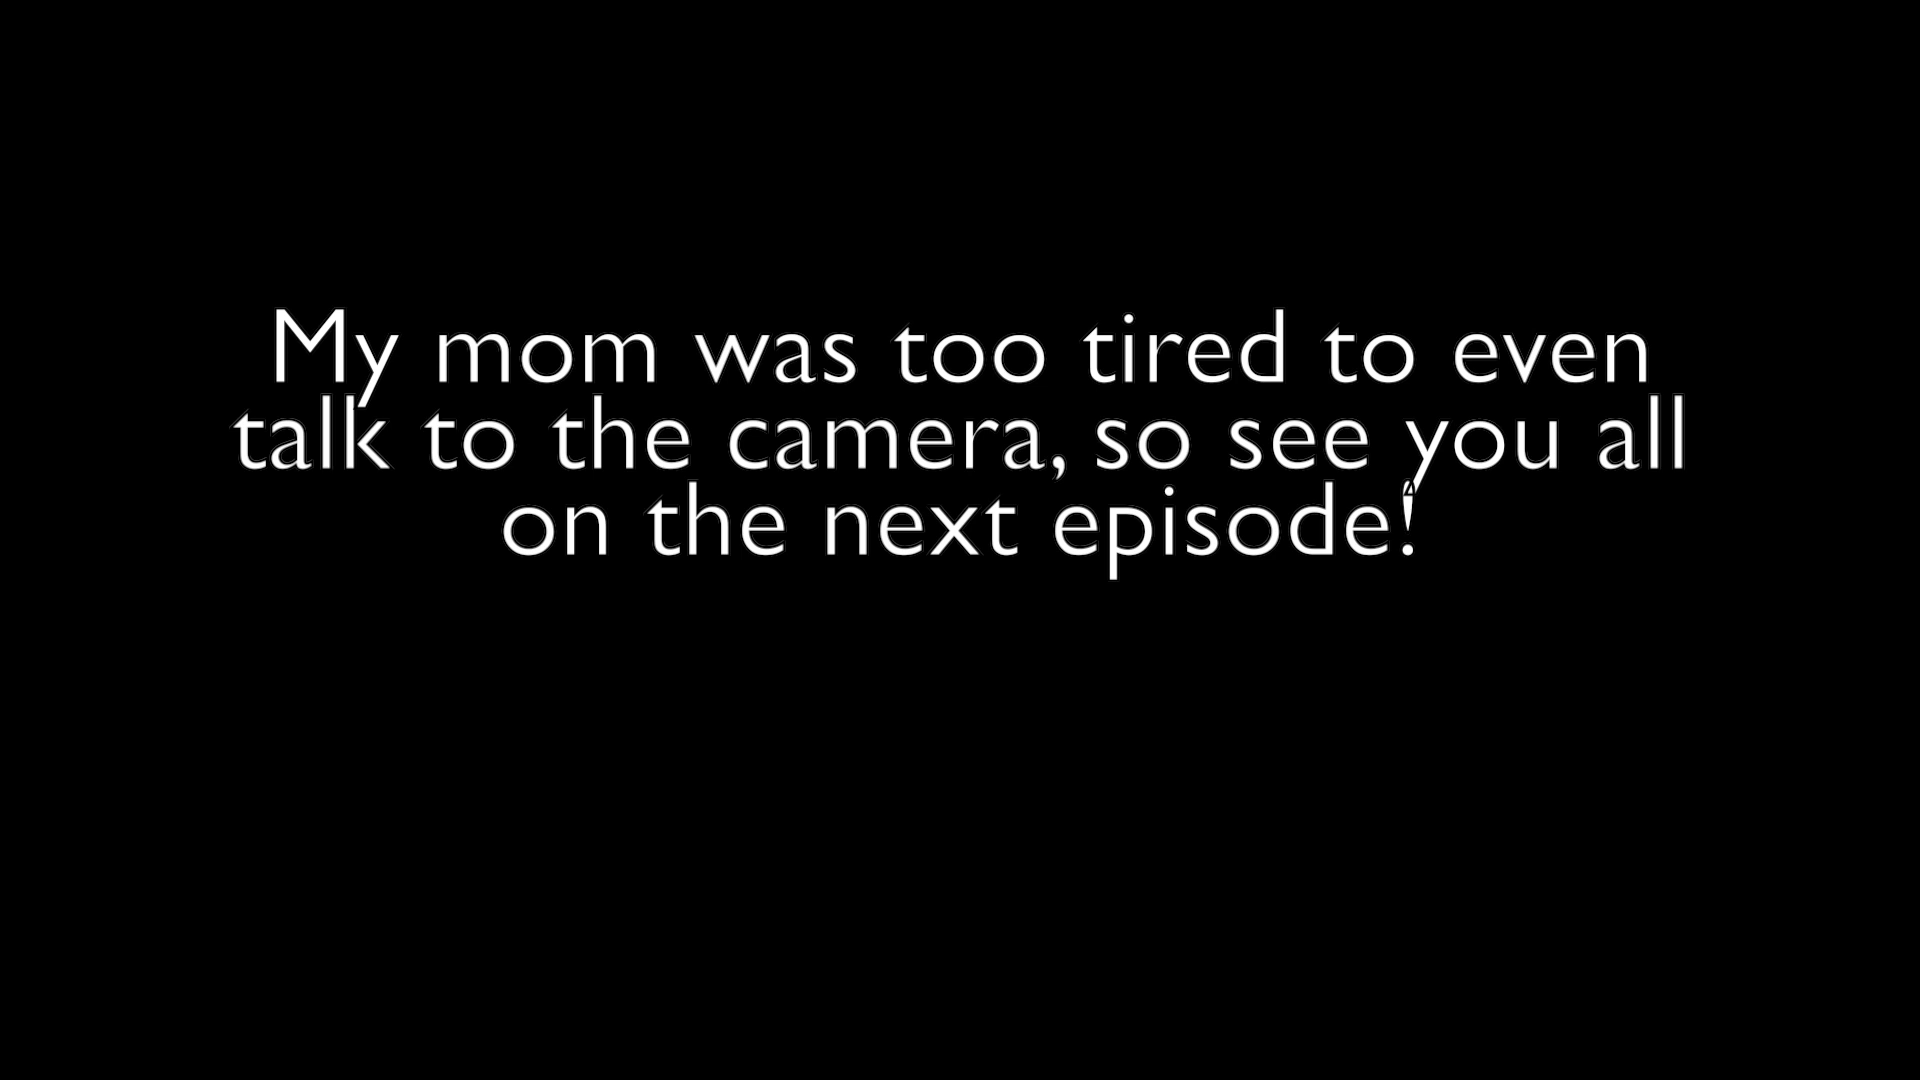 My mom was too tired to even
talk to the camera, so see you all
on the next episode!